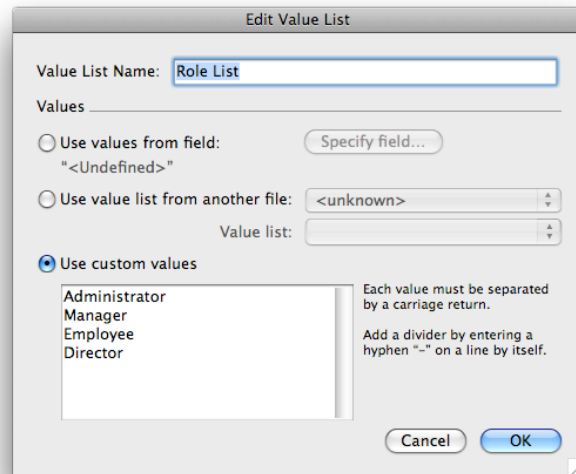 Edit Value List
Value List Name: Role List
Values
Use values from field: Specify field...
“<Undefined>”
Use value list from another file: <unknown>
Value list:
Use custom values
Administrator
Manager
Employee
Director
Each value must be separated
by a carriage return.
Add a divider by entering a
hyphen “-” on a line by itself.
Cancel OK